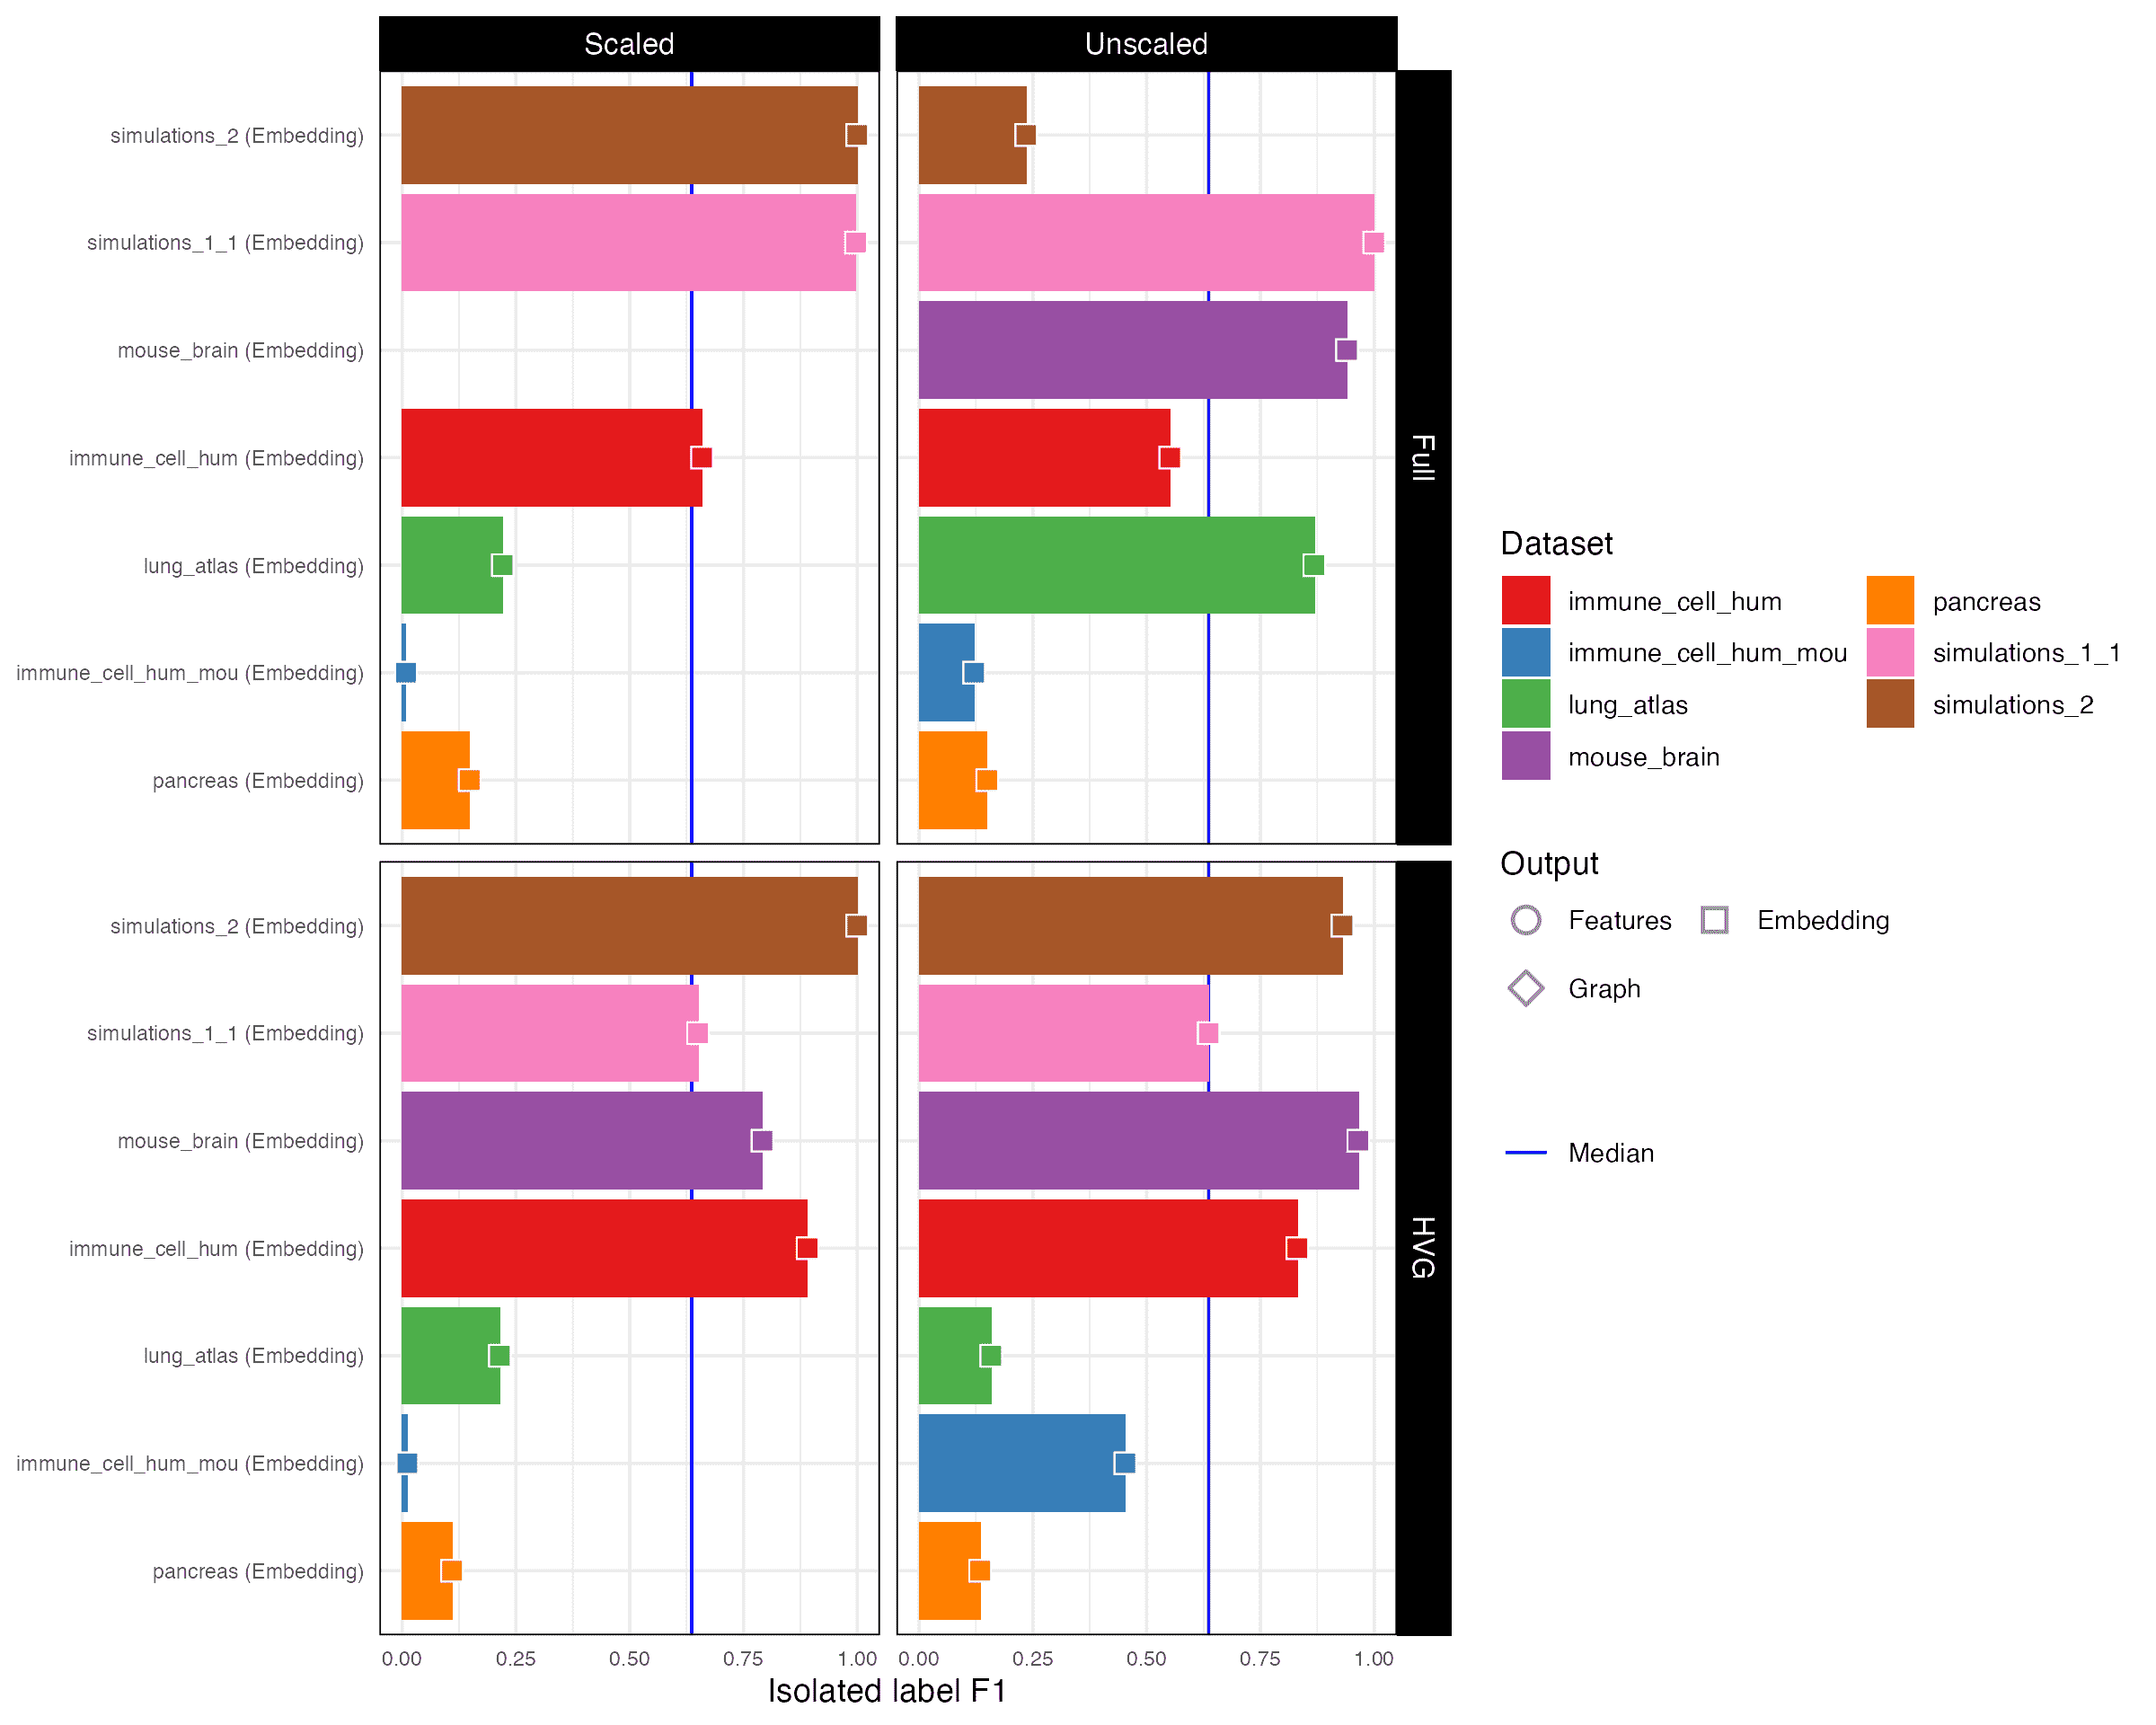 Scaled
Unscaled
simulations_2 (Embedding)
simulations_1_1 (Embedding)
mouse_brain (Embedding)
immune_cell_hum (Embedding)
lung_atlas (Embedding)
immune_cell_hum_mou (Embedding)
pancreas (Embedding)
Full
simulations_2 (Embedding)
simulations_1_1 (Embedding)
mouse_brain (Embedding)
immune_cell_hum (Embedding)
lung_atlas (Embedding)
immune_cell_hum_mou (Embedding)
pancreas (Embedding)
HVG
0.00 0.25 0.50 0.75 1.00
0.00 0.25 0.50 0.75 1.00
Isolated label F1
Dataset
immune_cell_hum
immune_cell_hum_mou
lung_atlas
mouse_brain
pancreas
simulations_1_1
simulations_2
Output
Features
Embedding
Graph
Median